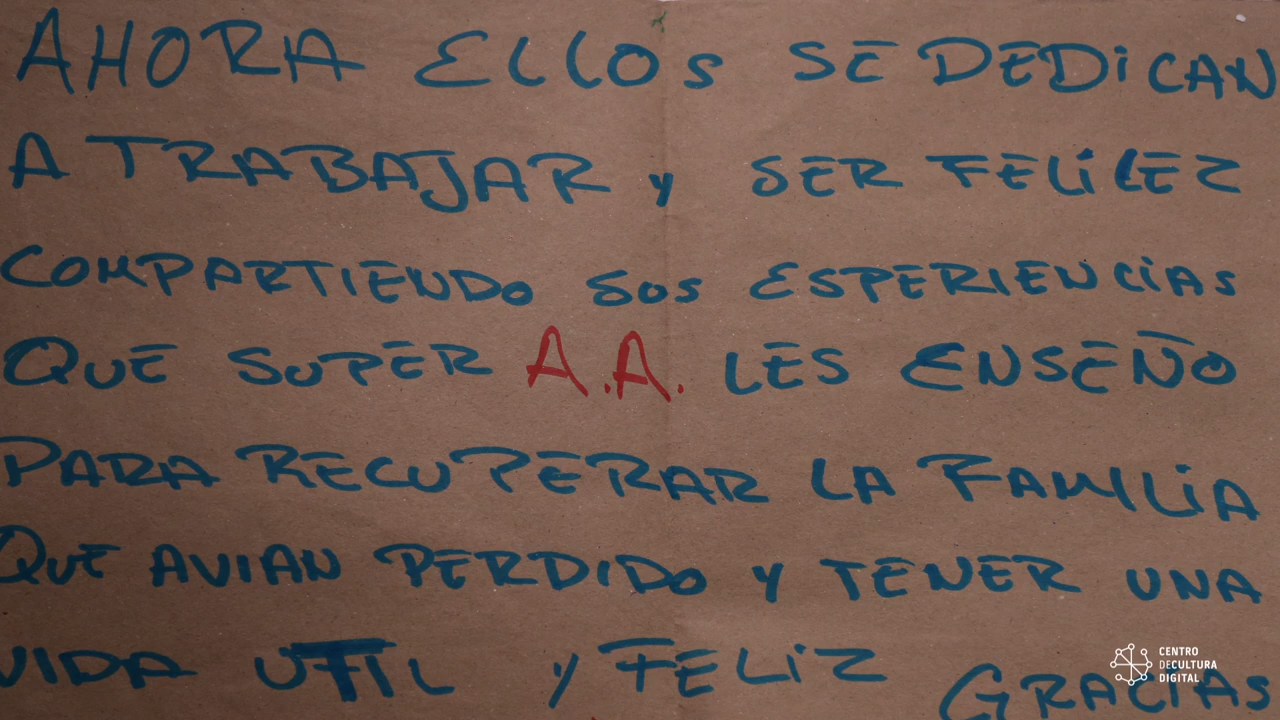 AHORA ELLOS SE DEDICAN
A TRABAJAR Y SER FELICEZ
COMPARTIENDO SOS ESPERIENCIAS
QUE SUPER A.A. LES ENSEÑO
PARA RECUPERAR LA FAMILIA
QUE AVIAN PERDIDO Y TENER UNA
VIDA UTIL Y FELIZ
GRACIAS
CENTRO
DECULTURA
DIGITAL